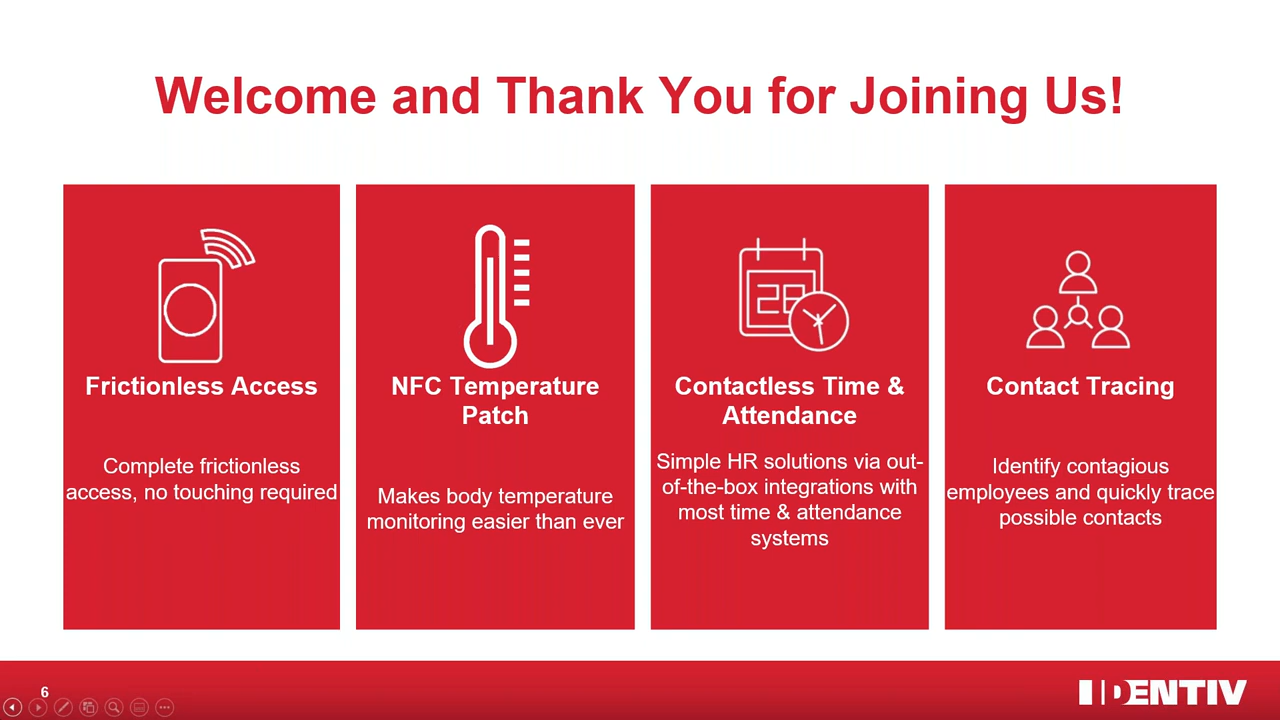 Welcome and Thank You for Joining Us!
28
Frictionless Access
Complete frictionless
access, no touching required
NFC Temperature
Patch
Makes body temperature
monitoring easier than ever
Contactless Time &
Attendance
Simple HR solutions via out-
of-the-box integrations with
most time & attendance
systems
Contact Tracing
Identify contagious
employees and quickly trace
possible contacts
6
IDENTIV